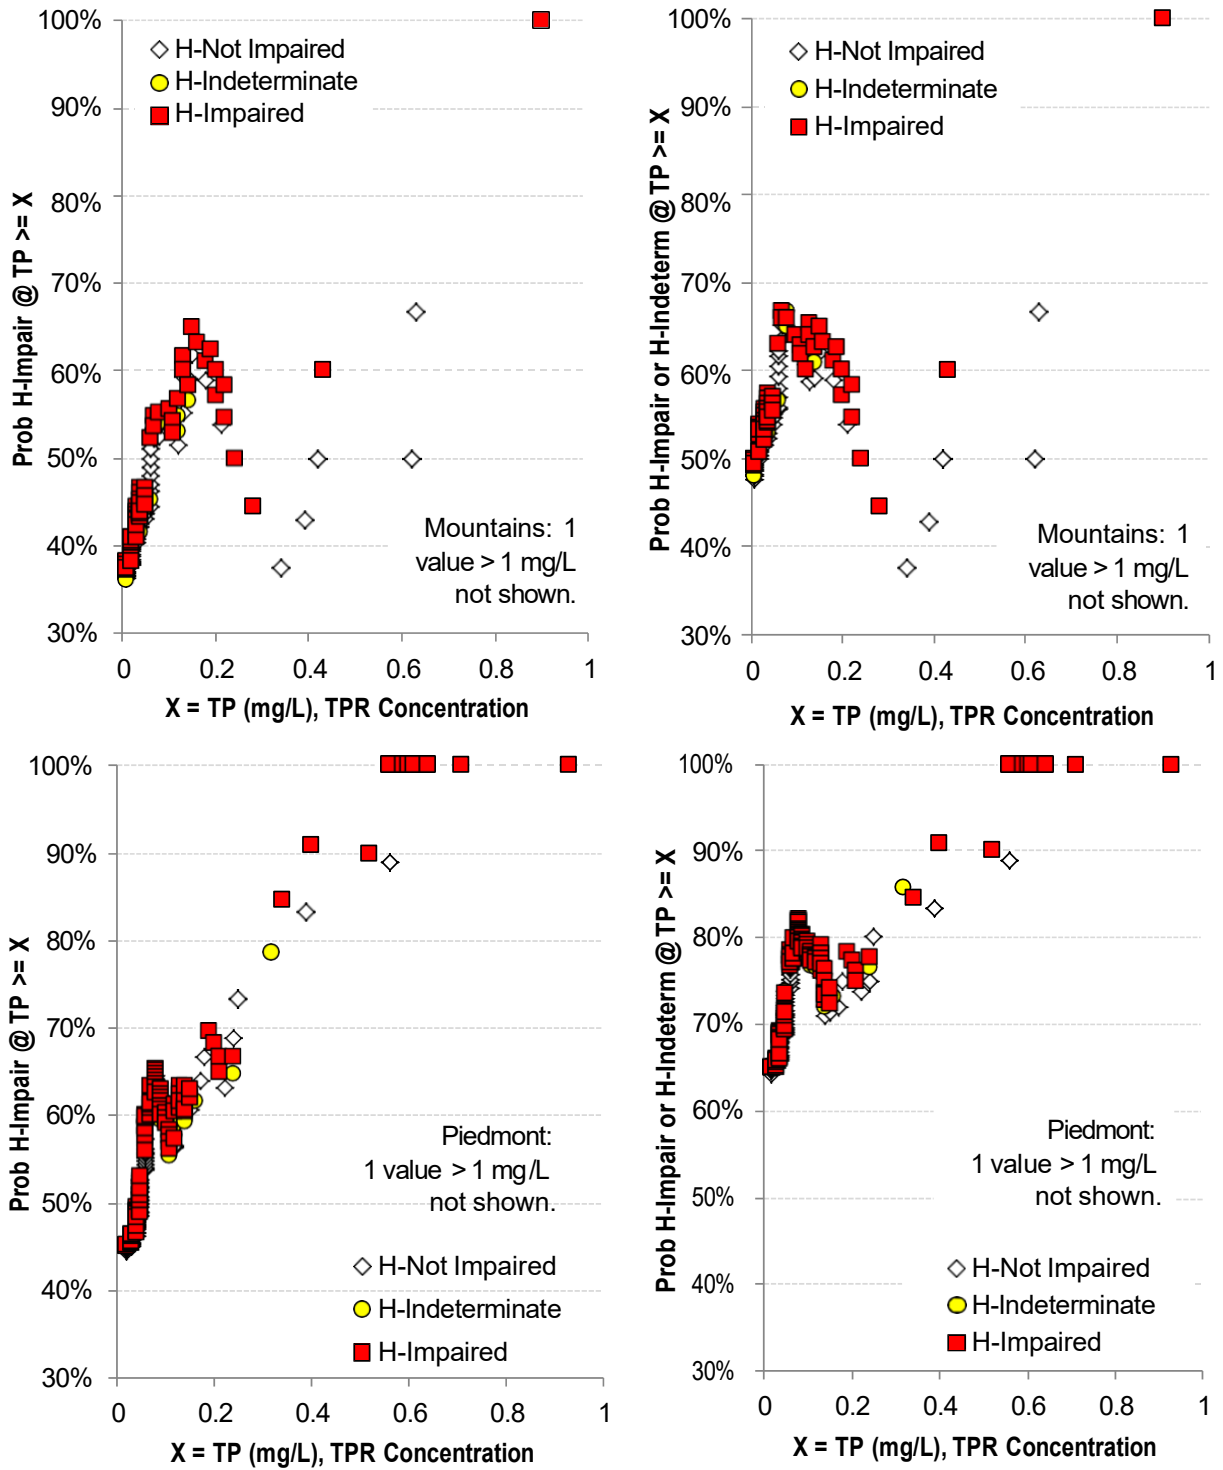 Prob H-Impair @ TP >= X
100%
90%
80%
70%
60%
50%
40%
30%
H-Not Impaired
H-Indeterminate
H-Impaired
Mountains: 1
value > 1 mg/L
not shown.
0 0.2 0.4 0.6 0.8 1
X = TP (mg/L), TPR Concentration
Prob H-Impair or H-Indeterm @ TP >= X
100%
90%
80%
70%
60%
50%
40%
30%
H-Not Impaired
H-Indeterminate
H-Impaired
Mountains: 1
value > 1 mg/L
not shown.
0 0.2 0.4 0.6 0.8 1
X = TP (mg/L), TPR Concentration
Prob H-Impair @ TP >= X
100%
90%
80%
70%
60%
50%
40%
30%
Piedmont:
1 value > 1 mg/L
not shown.
H-Not Impaired
H-Indeterminate
H-Impaired
0 0.2 0.4 0.6 0.8 1
X = TP (mg/L), TPR Concentration
Prob H-Impair or H-Indeterm @ TP >= X
100%
90%
80%
70%
60%
50%
40%
30%
Piedmont:
1 value > 1 mg/L
not shown.
H-Not Impaired
H-Indeterminate
H-Impaired
0 0.2 0.4 0.6 0.8 1
X = TP (mg/L), TPR Concentration